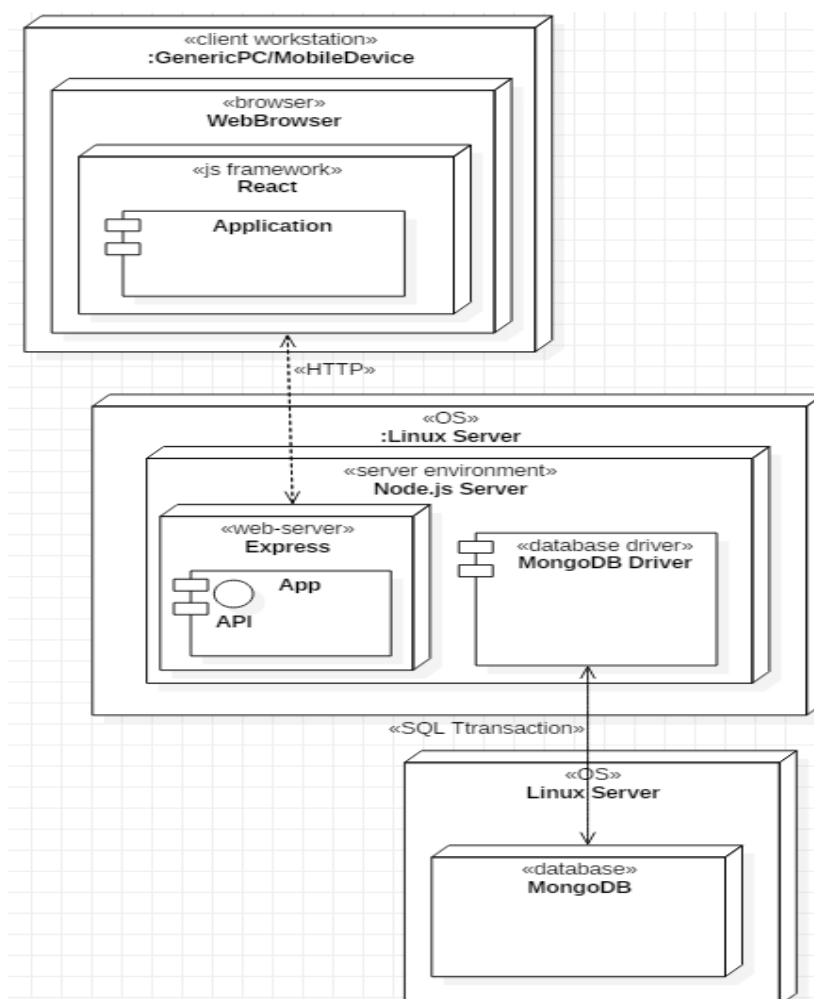 «client workstation»
:GenericPC/MobileDevice
«browser»
WebBrowser
«js framework»
React
Application
«HTTP»
«OS»
:Linux Server
«server environment»
Node.js Server
«web-server»
Express
App
API
«database driver»
MongoDB Driver
«SQL Ttransaction»
«OS»
Linux Server
«database»
MongoDB